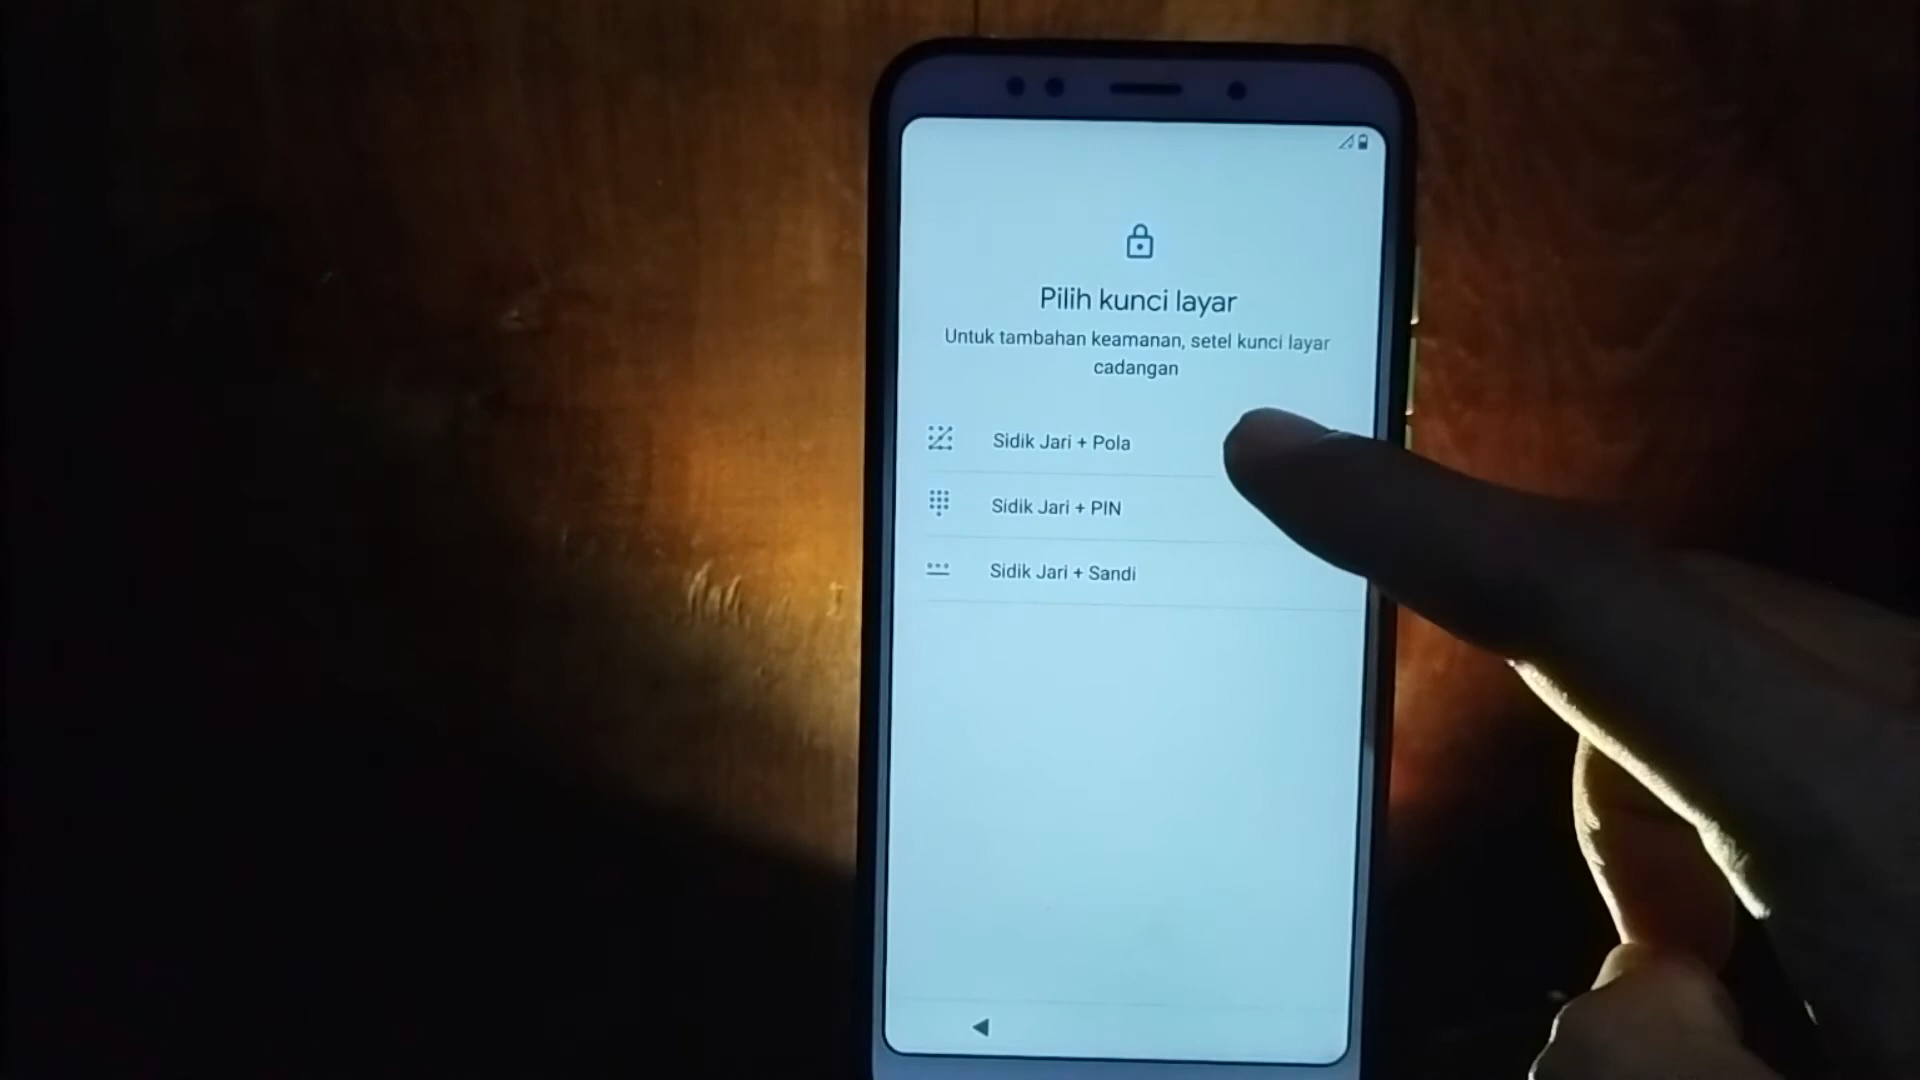 Pilih kunci layar
Untuk tambahan keamanan, setel kunci layar
cadangan
Sidik Jari + Pola
Sidik Jari + PIN
Sidik Jari + Sandi